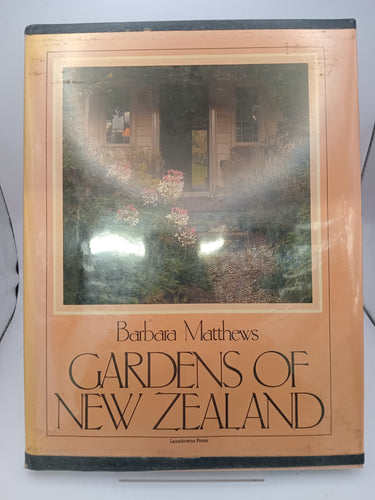 Barbara Matthews
GARDENS OF
NEW ZEALAND
Lansdowne Press